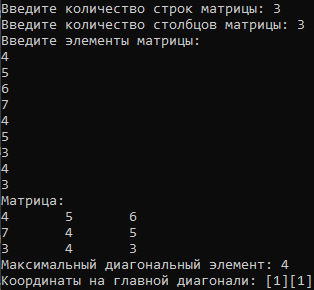 Введите количество строк матрицы: 3
Введите количество столбцов матрицы: 3
Введите элементы матрицы:
4
5
6
7
4
5
3
4
3
Матрица:
4 5 6
7 4 5
3 4 3
Максимальный диагональный элемент: 4
Координаты на главной диагонали: [1][1]